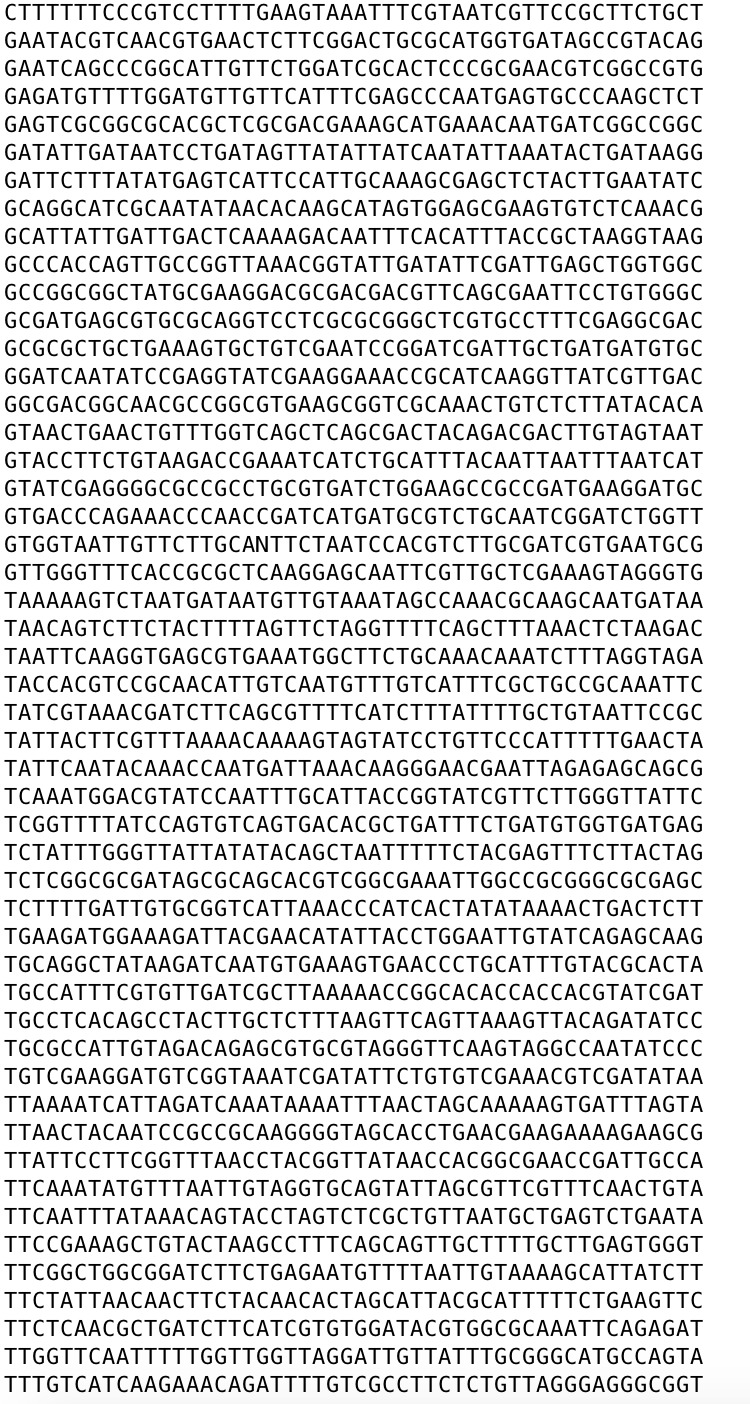 CTTTTTTCCCGTCCTTTTGAAGTAAATTTCGTAATCGTTCCGCTTCTGCT
GAATACGTCAACGTGAACTCTTCGGACTGCGCATGGTGATAGCCGTACAG
GAATCAGCCCGGCATTGTTCTGGATCGCACTCCCGCGAACGTCGGCCGTG
GAGATGTTTTGGATGTTGTTCATTTCGAGCCCAATGAGTGCCCAAGCTCT
GAGTCGCGGCGCACGCTCGCGACGAAAGCATGAAACAATGATCGGCCGGC
GATATTGATAATCCTGATAGTTATATTATCAATATTAAATACTGATAAGG
GATTCTTTATATGAGTCATTCCATTGCAAAGCGAGCTCTACTTGAATATC
GCAGGCATCGCAATATAACACAAGCATAGTGGAGCGAAGTGTCTCAAACG
GCATTATTGATTGACTCAAAAGACAATTTCACATTTACCGCTAAGGTAAG
GCCCACCAGTTGCCGGTTAAACGGTATTGATATTCGATTGAGCTGGTGGC
GCCGGCGGCTATGCGAAGGACGCGACGACGTTCAGCGAATTCCTGTGGGC
GCGATGAGCGTGCGCAGGTCCTCGCGCGGGCTCGTGCCTTTCGAGGCGAC
GCGCGCTGCTGAAAGTGCTGTCGAATCCGGATCGATTGCTGATGATGTGC
GGATCAATATCCGAGGTATCGAAGGAAACCGCATCAAGGTTATCGTTGAC
GGCGACGGCAACGCCGGCGTGAAGCGGTCGCAAACTGTCTCTTATACACA
GTAACTGAACTGTTTGGTCAGCTCAGCGACTACAGACGACTTGTAGTAAT
GTACCTTCTGTAAGACCGAAATCATCTGCATTTACAATTAATTTAATCAT
GTATCGAGGGGCGCCGCCTGCGTGATCTGGAAGCCGCCGATGAAGGATGC
GTGACCCAGAAACCCAACCGATCATGATGCGTCTGCAATCGGATCTGGTT
GTGGTAATTGTTCTTGCANTTCTAATCCACGTCTTGCGATCGTGAATGCG
GTTGGGTTTCACCGCGCTCAAGGAGCAATTCGTTGCTCGAAAGTAGGGTG
TAAAAAGTCTAATGATAATGTTGTAAATAGCCAAACGCAAGCAATGATAA
TAACAGTCTTCTACTTTTAGTTCTAGGTTTTCAGCTTTAAACTCTAAGAC
TAATTCAAGGTGAGCGTGAAATGGCTTCTGCAAACAAATCTTTAGGTAGA
TACCACGTCCGCAACATTGTCAATGTTTGTCATTTCGCTGCCGCAAATTC
TATCGTAAACGATCTTCAGCGTTTTCATCTTTATTTTGCTGTAATTCCGC
TATTACTTCGTTTAAAACAAAAGTAGTATCCTGTTCCCATTTTTGAACTA
TATTCAATACAAACCAATGATTAAACAAGGGAACGAATTAGAGAGCAGCG
TCAAATGGACGTATCCAATTTGCATTACCGGTATCGTTCTTGGGTTATTC
TCGGTTTTATCCAGTGTCAGTGACACGCTGATTTCTGATGTGGTGATGAG
TCTATTTGGGTTATTATATACAGCTAATTTTTCTACGAGTTTCTTACTAG
TCTCGGCGCGATAGCGCAGCACGTCGGCGAAATTGGCCGCGGGCGCGAGC
TCTTTTGATTGTGCGGTCATTAAACCCATCACTATATAAAACTGACTCTT
TGAAGATGGAAAGATTACGAACATATTACCTGGAATTGTATCAGAGCAAG
TGCAGGCTATAAGATCAATGTGAAAGTGAACCCTGCATTTGTACGCACTA
TGCCATTTCGTGTTGATCGCTTAAAAACCGGCACACCACCACGTATCGAT
TGCCTCACAGCCTACTTGCTCTTTAAGTTCAGTTAAAGTTACAGATATCC
TGCGCCATTGTAGACAGAGCGTGCGTAGGGTTCAAGTAGGCCAATATCCC
TGTCGAAGGATGTCGGTAAATCGATATTCTGTGTCGAAACGTCGATATAA
TTAAAATCATTAGATCAAATAAAATTTAACTAGCAAAAAGTGATTTAGTA
TTAACTACAATCCGCCGCAAGGGGTAGCACCTGAACGAAGAAAAGAAGCG
TTATTCCTTCGGTTTAACCTACGGTTATAACCACGGCGAACCGATTGCCA
TTCAAATATGTTTAATTGTAGGTGCAGTATTAGCGTTCGTTTCAACTGTA
TTCAATTTATAAACAGTACCTAGTCTCGCTGTTAATGCTGAGTCTGAATA
TTCCGAAAGCTGTACTAAGCCTTTCAGCAGTTGCTTTTGCTTGAGTGGGT
TTCGGCTGGCGGATCTTCTGAGAATGTTTTAATTGTAAAAGCATTATCTT
TTCTATTAACAACTTCTACAACACTAGCATTACGCATTTTTCTGAAGTTC
TTCTCAACGCTGATCTTCATCGTGTGGATACGTGGCGCAAATTCAGAGAT
TTGGTTCAATTTTTGGTTGGTTAGGATTGTTATTTGCGGGCATGCCAGTA
TTTGTCATCAAGAAACAGATTTTGTCGCCTTCTCTGTTAGGGAGGGCGGT